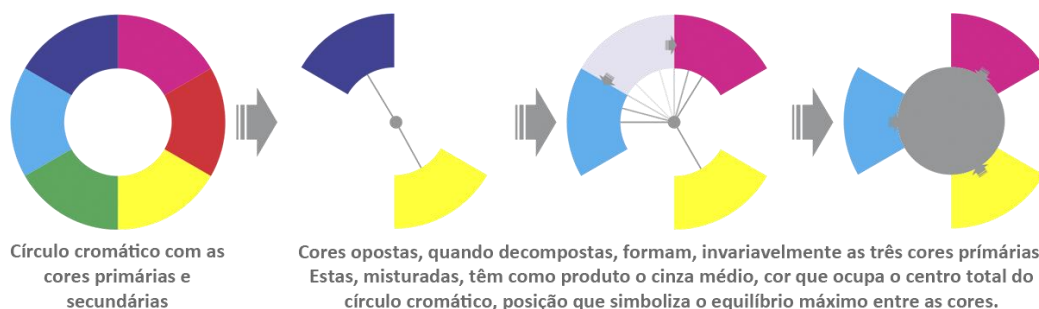 Círculo cromático com as
cores primárias e
secundárias
Cores opostas, quando decompostas, formam, invariavelmente as três cores prímárias
Estas, misturadas, têm como produto o cinza médio, cor que ocupa o centro total do
círculo cromático, posição que simboliza o equilíbrio máximo entre as cores.